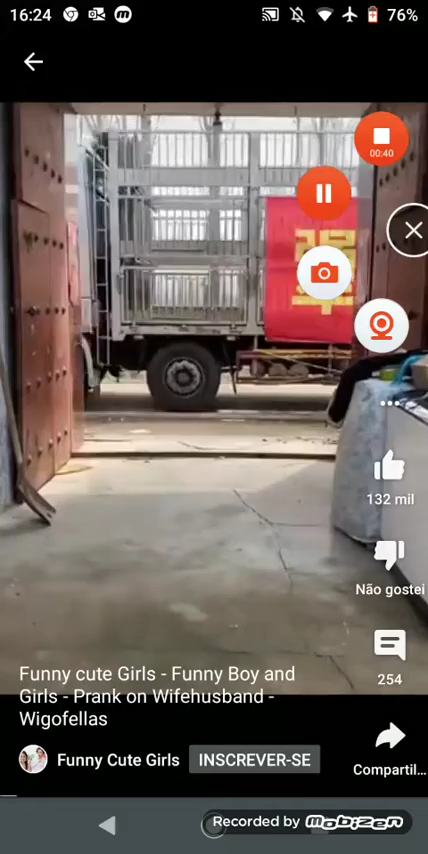 16:24
76%
00:40
132 mil
Não gostei
254
Funny cute Girls - Funny Boy and
Girls - Prank on Wifehusband -
Wigofellas
Funny Cute Girls
INSCREVER-SE
Compartil...
Recorded by mobizen